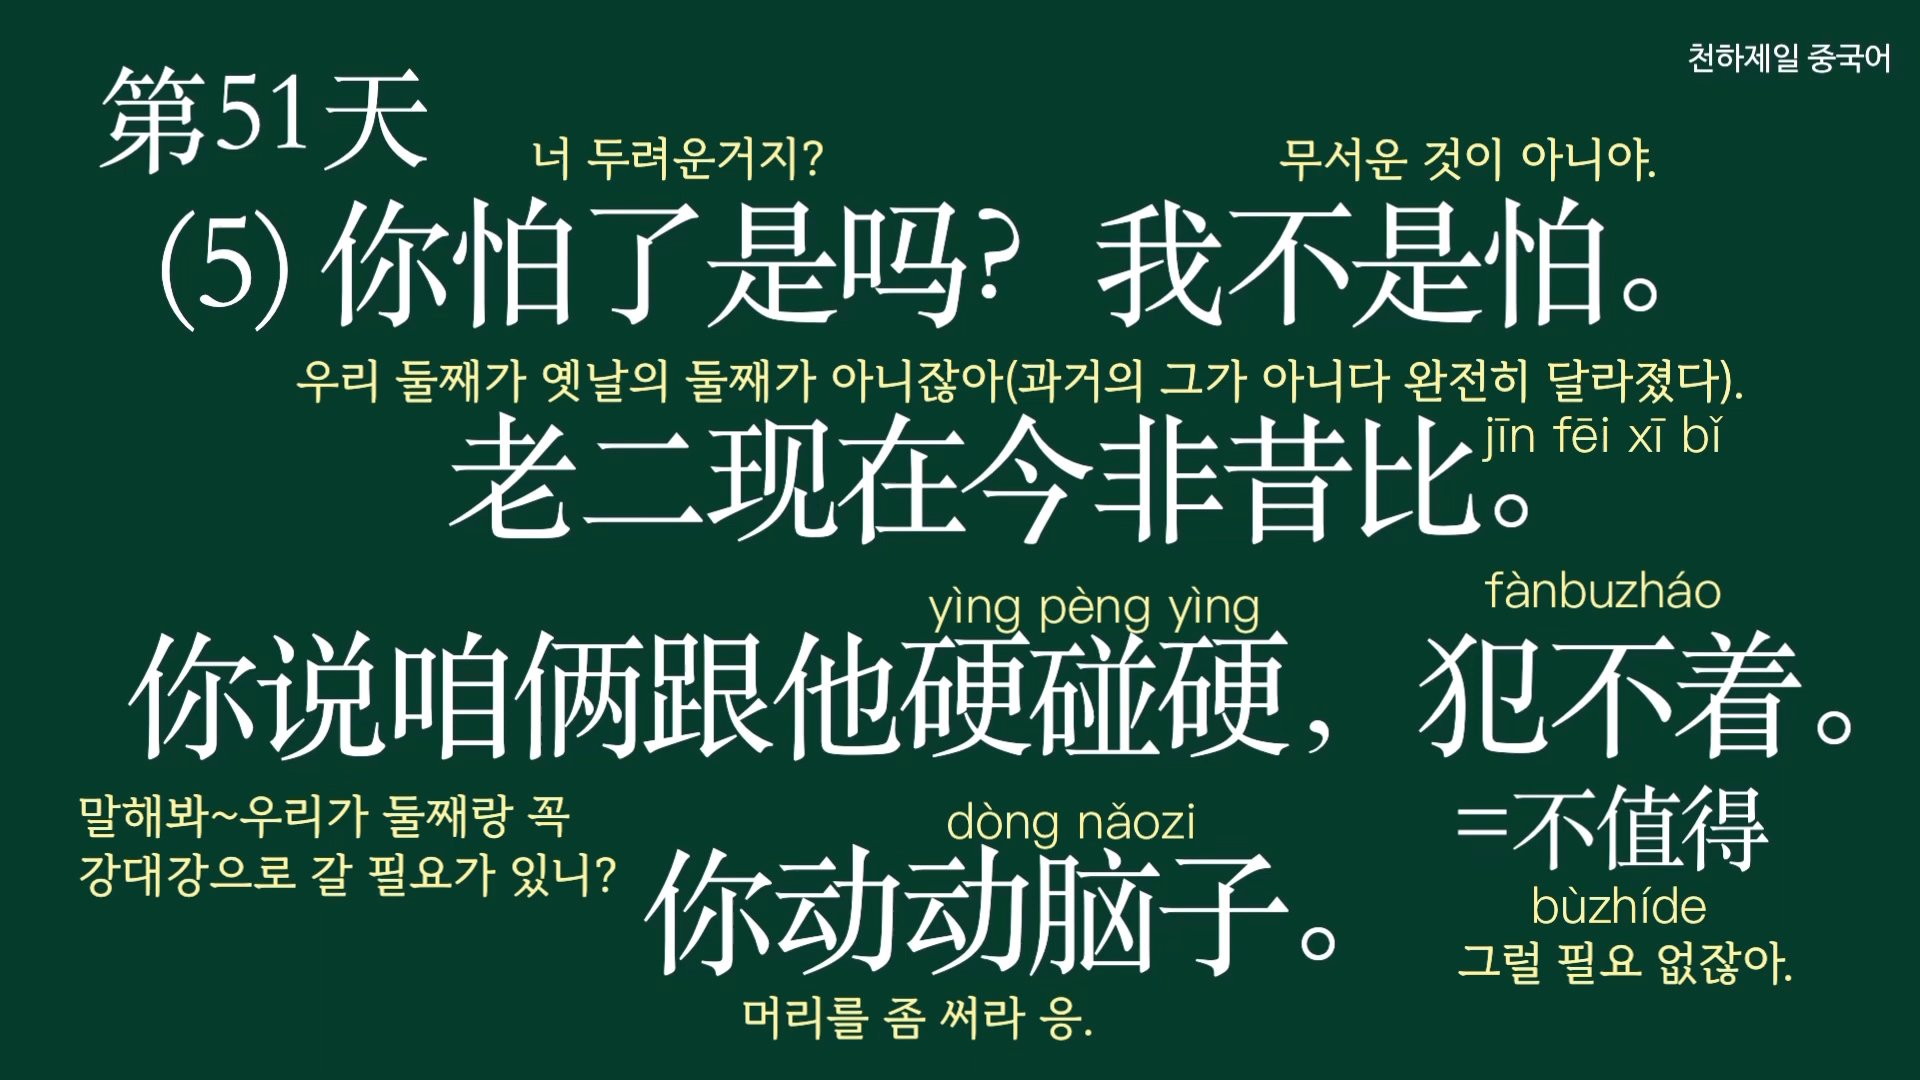 천하제일 중국어
第51天
너 두려운거지?
무서운 것이 아니야.
(5) 你怕了是吗? 我不是怕。
우리 둘째가 옛날의 둘째가 아니잖아(과거의 그가 아니다 완전히 달라졌다).
jīn fēi xī bǐ
老二现在今非昔比。
yìng pèng yìng
fànbuzháo
你说咱俩跟他硬碰硬, 犯不着。
말해봐~우리가 둘째랑 꼭
강대강으로 갈 필요가 있니?
=不值得
bùzhíde
그럴 필요 없잖아.
dòng nǎozi
你动动脑子。
머리를 좀 써라 응.